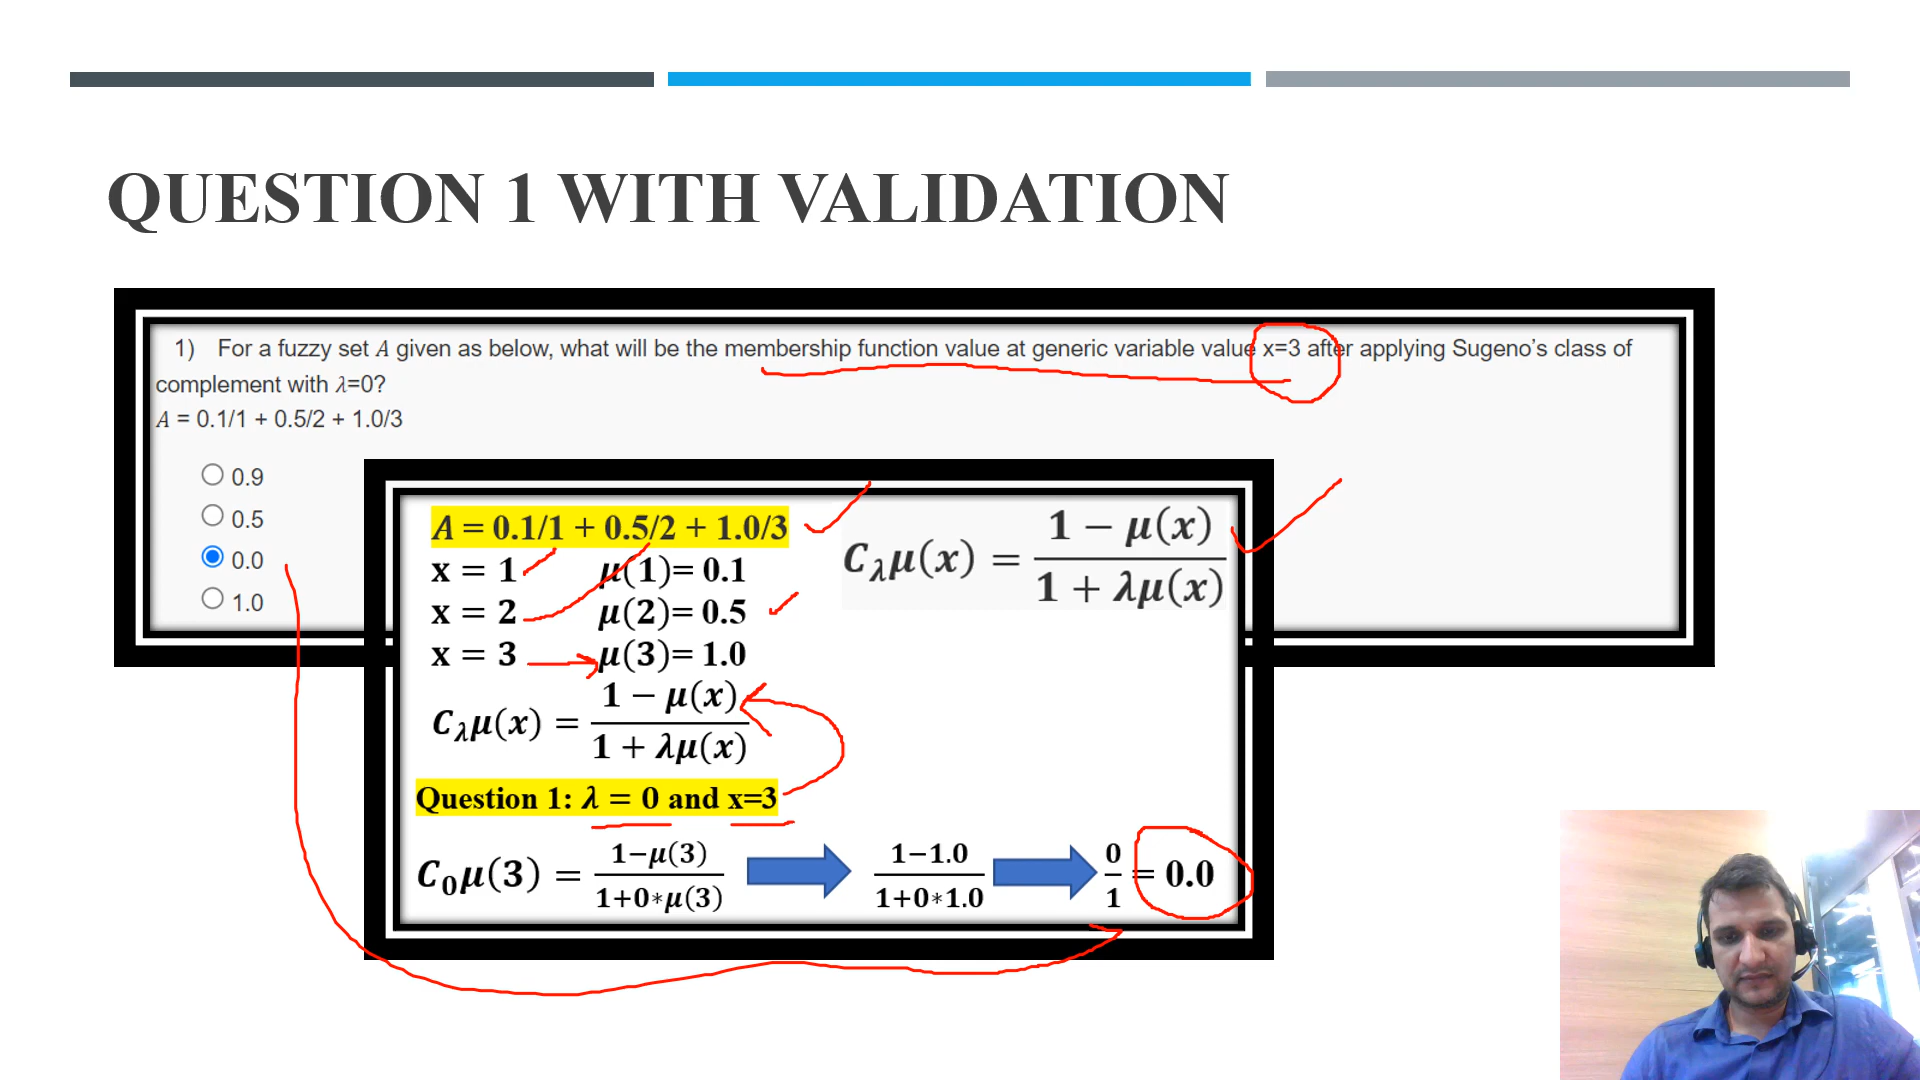 QUESTION 1 WITH VALIDATION
1) For a fuzzy set A given as below, what will be the membership function value at generic variable value x=3 after applying Sugeno's class of
complement with λ=0?
A = 0.1/1 + 0.5/2 + 1.0/3
0.9
0.5
0.0
1.0
A = 0.1/1 + 0.5/2 + 1.0/3
x = 1 μ(1)= 0.1
x = 2 μ(2)= 0.5
x = 3 μ(3)= 1.0
C_λμ(x) = (1 − μ(x))/(1 + λμ(x))
Question 1: λ = 0 and x=3
C₀μ(3) = (1−μ(3))/(1+0∗μ(3)) (1−1.0)/(1+0∗1.0) 0/1 = 0.0
C_λμ(x) = (1 − μ(x))/(1 + λμ(x))